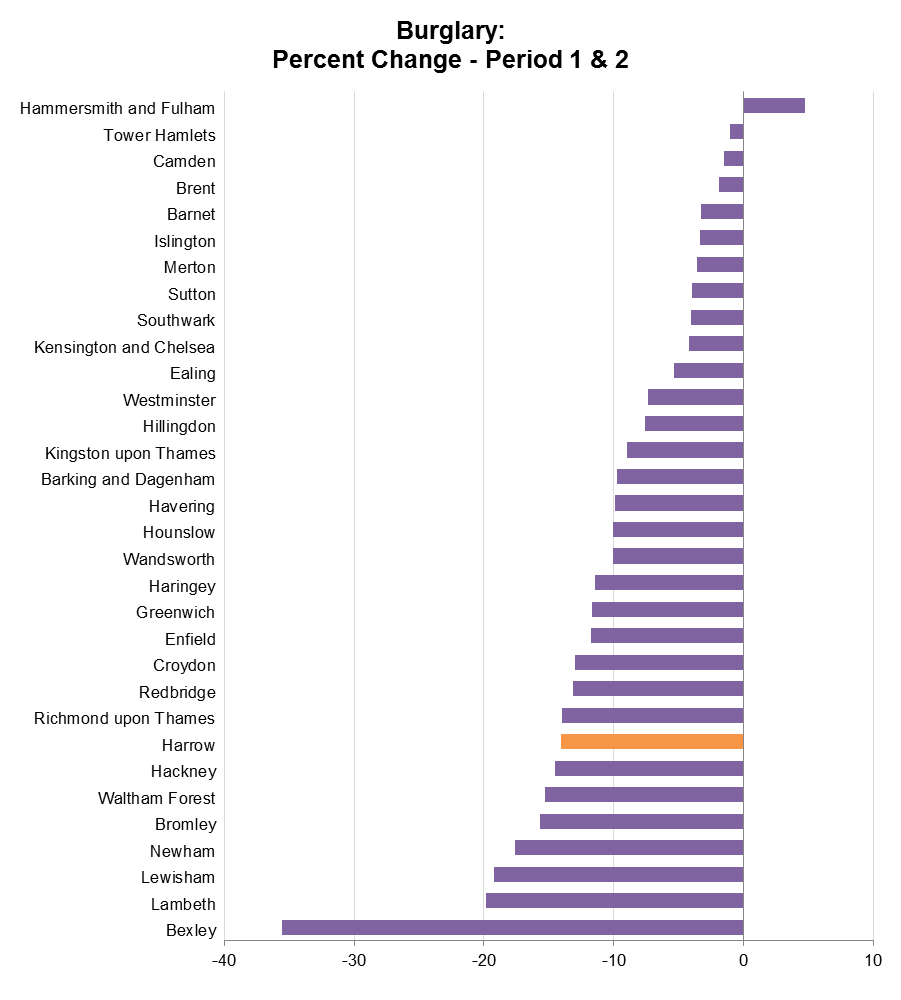 Burglary:
Percent Change - Period 1 & 2
Hammersmith and Fulham
Tower Hamlets
Camden
Brent
Barnet
Islington
Merton
Sutton
Southwark
Kensington and Chelsea
Ealing
Westminster
Hillingdon
Kingston upon Thames
Barking and Dagenham
Havering
Hounslow
Wandsworth
Haringey
Greenwich
Enfield
Croydon
Redbridge
Richmond upon Thames
Harrow
Hackney
Waltham Forest
Bromley
Newham
Lewisham
Lambeth
Bexley
-40 -30 -20 -10 0 10